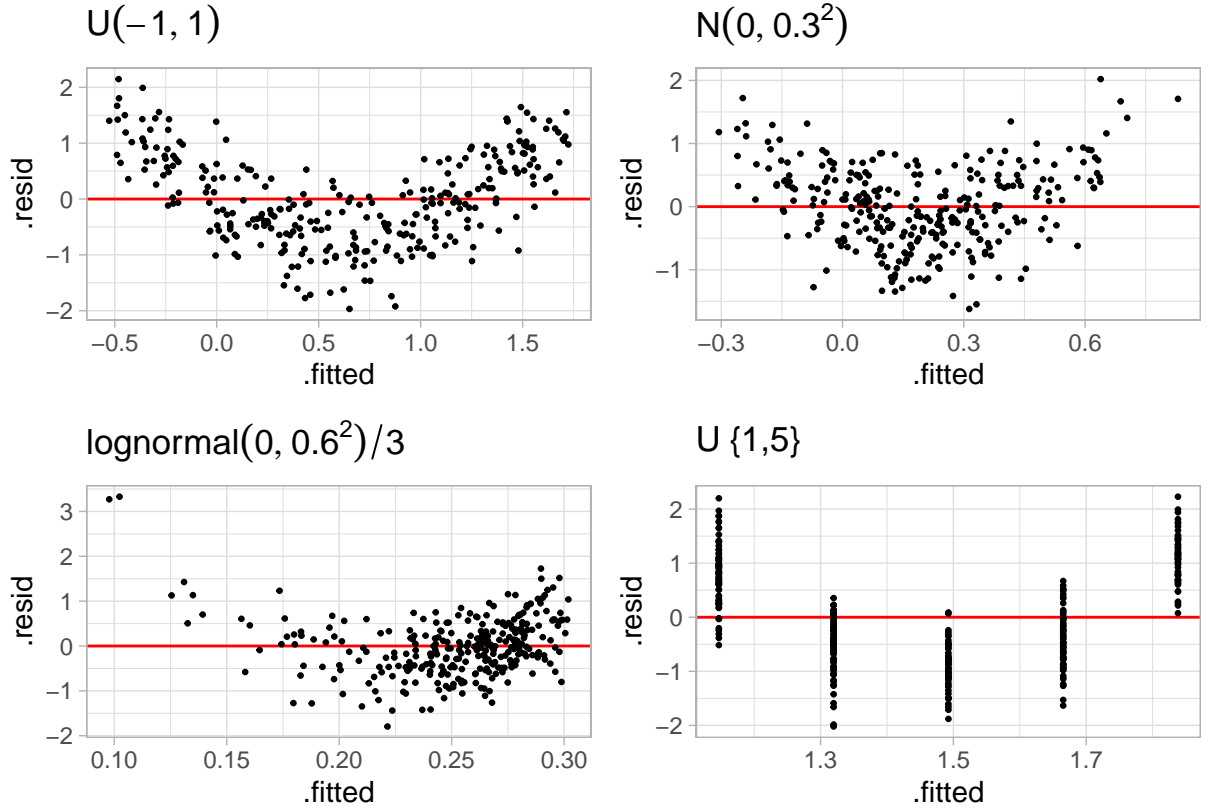 U(−1, 1)
2
1
0
−1
−2
.resid
−0.5 0.0 0.5 1.0 1.5
.fitted
N(0, 0.3²)
2
1
0
−1
.resid
−0.3 0.0 0.3 0.6
.fitted
lognormal(0, 0.6²)/3
3
2
1
0
−1
−2
.resid
0.10 0.15 0.20 0.25 0.30
.fitted
U {1,5}
2
1
0
−1
−2
.resid
1.3 1.5 1.7
.fitted